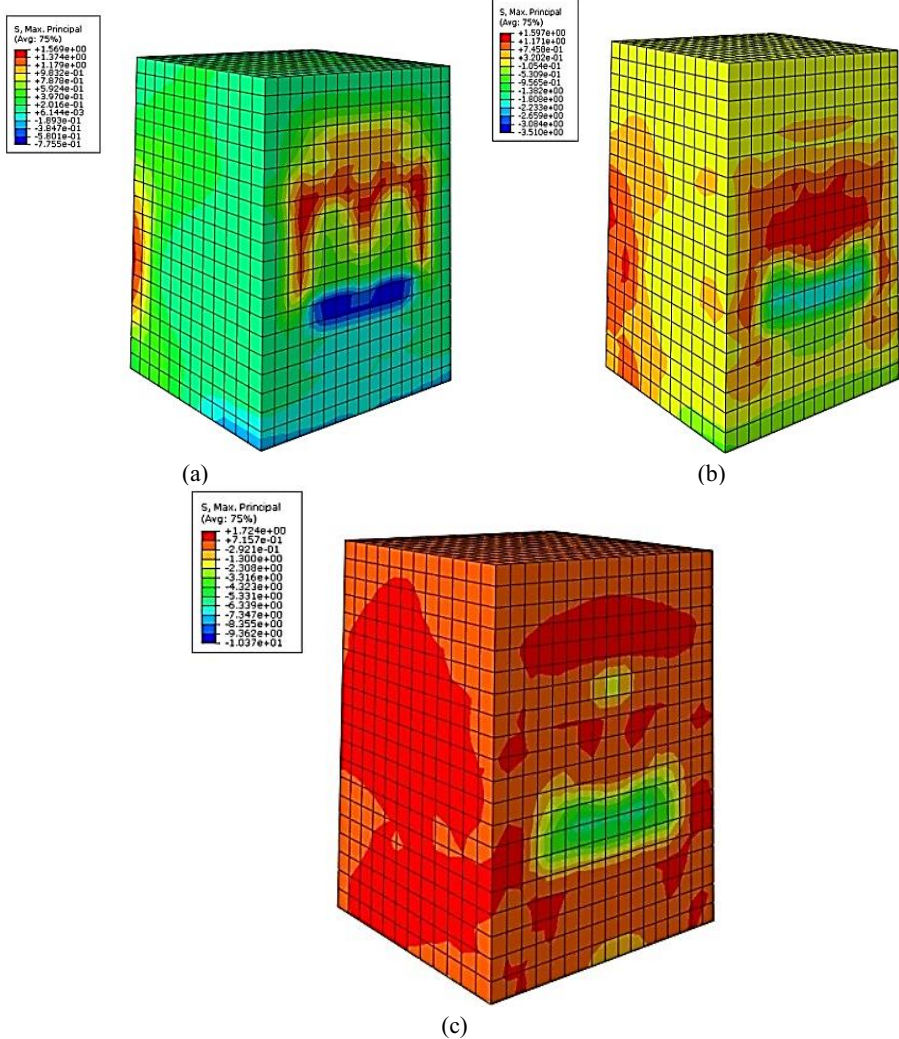 S, Max. Principal
(Avg: 75%)
+1.569e+00
+1.374e+00
+1.179e+00
+9.832e-01
+7.878e-01
+5.924e-01
+3.970e-01
+2.016e-01
+6.144e-03
-1.893e-01
-3.847e-01
-5.801e-01
-7.755e-01
S, Max. Principal
(Avg: 75%)
+1.597e+00
+1.171e+00
+7.458e-01
+3.202e-01
-1.054e-01
-5.309e-01
-9.565e-01
-1.382e+00
-1.808e+00
-2.233e+00
-2.659e+00
-3.084e+00
-3.510e+00
(a)
(b)
S, Max. Principal
(Avg: 75%)
+1.724e+00
+7.157e-01
-2.921e-01
-1.300e+00
-2.308e+00
-3.316e+00
-4.323e+00
-5.331e+00
-6.339e+00
-7.347e+00
-8.355e+00
-9.362e+00
-1.037e+01
(c)